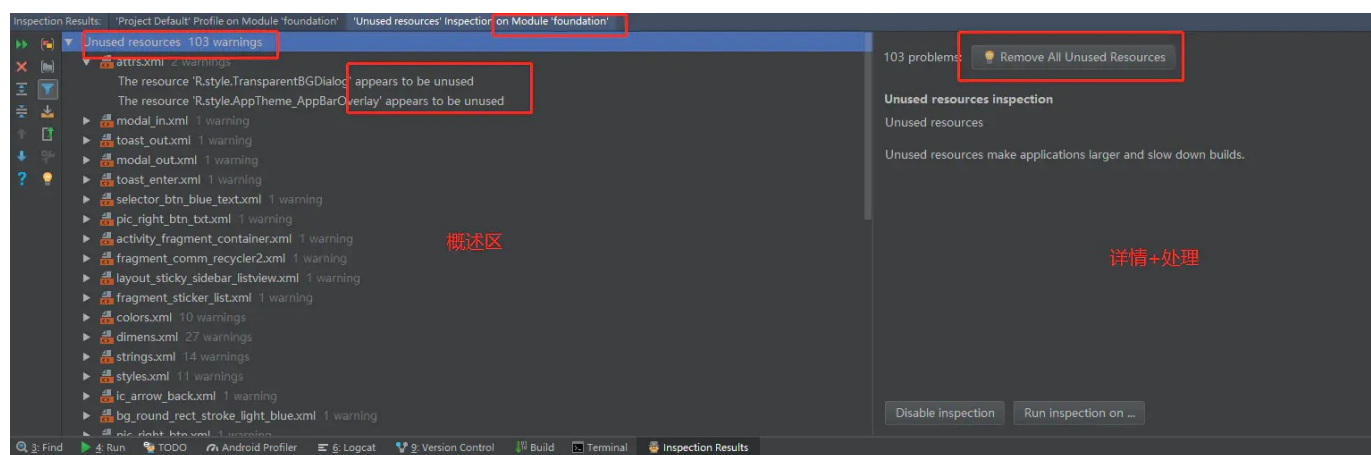 Inspection Results: 'Project Default' Profile on Module 'foundation' 'Unused resources' Inspection on Module 'foundation'
Unused resources 103 warnings
attrs.xml 2 warnings
The resource 'R.style.TransparentBGDialog' appears to be unused
The resource 'R.style.AppTheme_AppBarOverlay' appears to be unused
modal_in.xml 1 warning
toast_out.xml 1 warning
modal_out.xml 1 warning
toast_enter.xml 1 warning
selector_btn_blue_text.xml 1 warning
pic_right_btn_txt.xml 1 warning
activity_fragment_container.xml 1 warning
fragment_comm_recycler2.xml 1 warning
layout_sticky_sidebar_listview.xml 1 warning
fragment_sticker_list.xml 1 warning
colors.xml 10 warnings
dimens.xml 27 warnings
strings.xml 14 warnings
styles.xml 11 warnings
ic_arrow_back.xml 1 warning
bg_round_rect_stroke_light_blue.xml 1 warning
pic_right_btn.xml 1 warning
概述区
103 problems: Remove All Unused Resources
Unused resources inspection
Unused resources
Unused resources make applications larger and slow down builds.
详情+处理
Disable inspection Run inspection on ...
3: Find 4: Run TODO Android Profiler 6: Logcat 9: Version Control Build Terminal Inspection Results